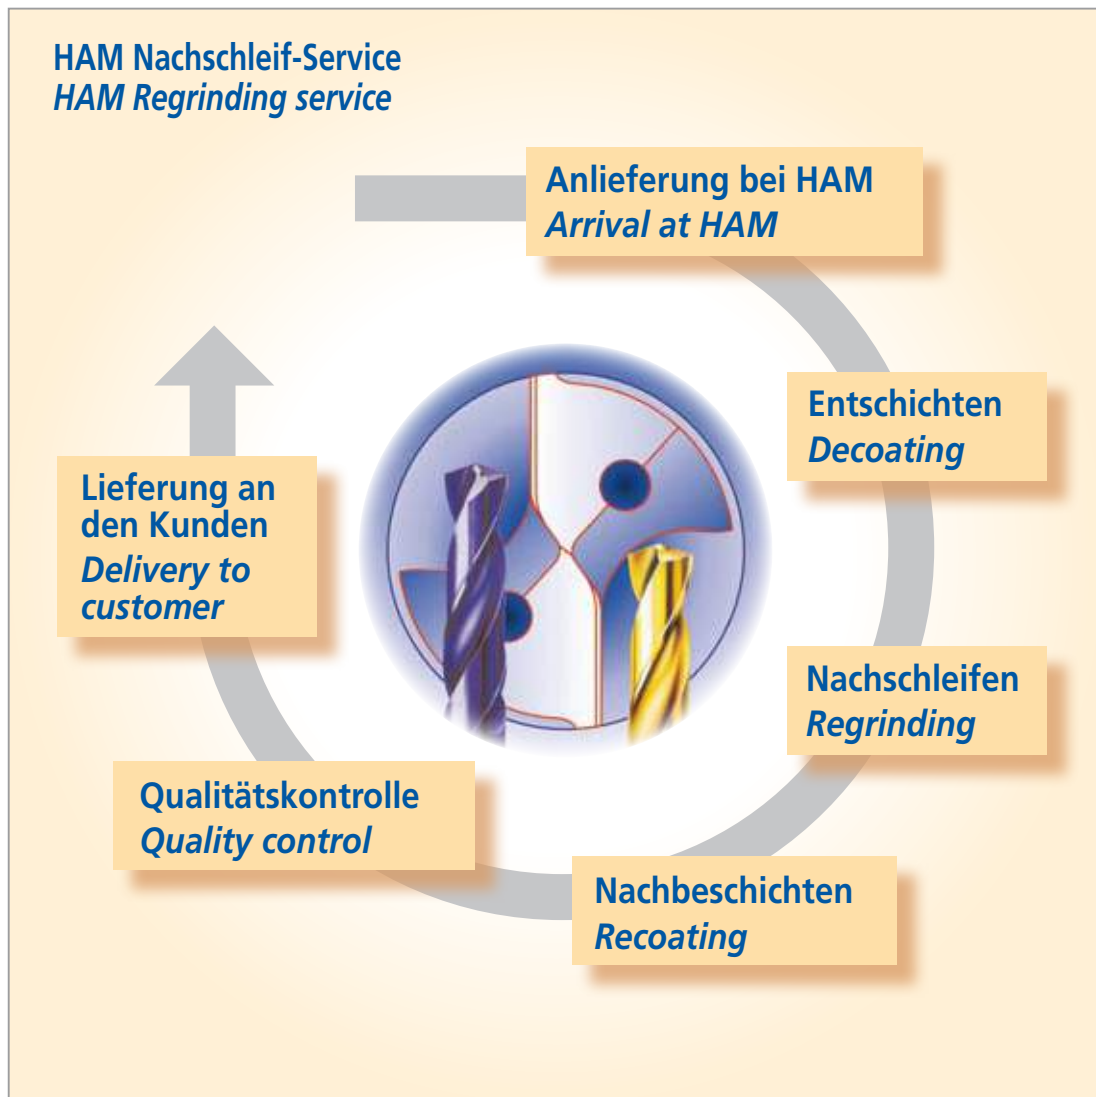 HAM Nachschleif-Service
HAM Regrinding service
Anlieferung bei HAM
Arrival at HAM
Entschichten
Decoating
Nachschleifen
Regrinding
Nachbeschichten
Recoating
Qualitätskontrolle
Quality control
Lieferung an
den Kunden
Delivery to
customer